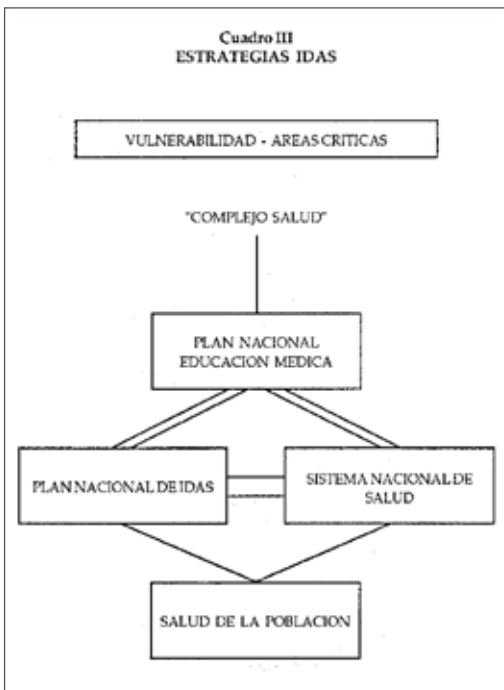 Cuadro III
ESTRATEGIAS IDAS
VULNERABILIDAD - AREAS CRITICAS
"COMPLEJO SALUD"
PLAN NACIONAL
EDUCACION MEDICA
PLAN NACIONAL DE IDAS
SISTEMA NACIONAL DE
SALUD
SALUD DE LA POBLACION